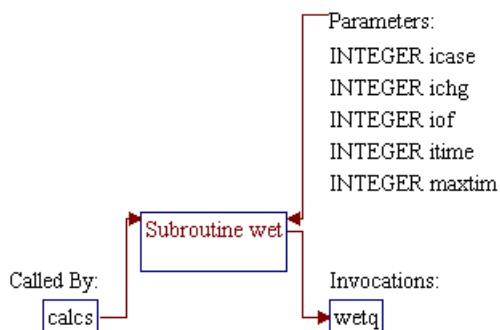 Parameters:
INTEGER icase
INTEGER ichg
INTEGER iof
INTEGER itime
INTEGER maxtim
Subroutine wet
Called By:
calcs
Invocations:
wetq